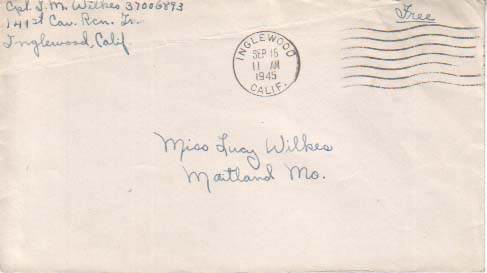 Cpl. J. M. Wilkes 37006893
141st Cav. Rcn. Tr.
Inglewood, Calif.
Free
INGLEWOOD
SEP 16
11 AM
1945
CALIF.
Miss Lucy Wilkes
Maitland Mo.